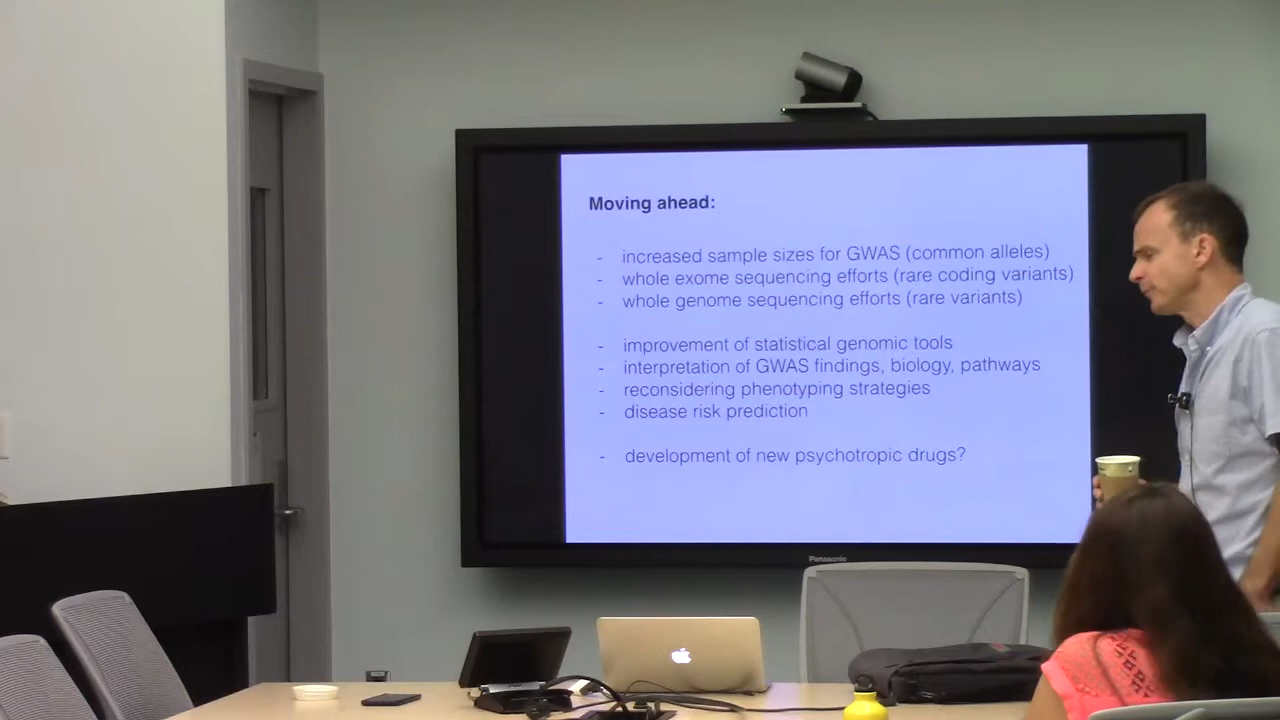 Moving ahead:
- increased sample sizes for GWAS (common alleles)
- whole exome sequencing efforts (rare coding variants)
- whole genome sequencing efforts (rare variants)
- improvement of statistical genomic tools
- interpretation of GWAS findings, biology, pathways
- reconsidering phenotyping strategies
- disease risk prediction
- development of new psychotropic drugs?
Panasonic